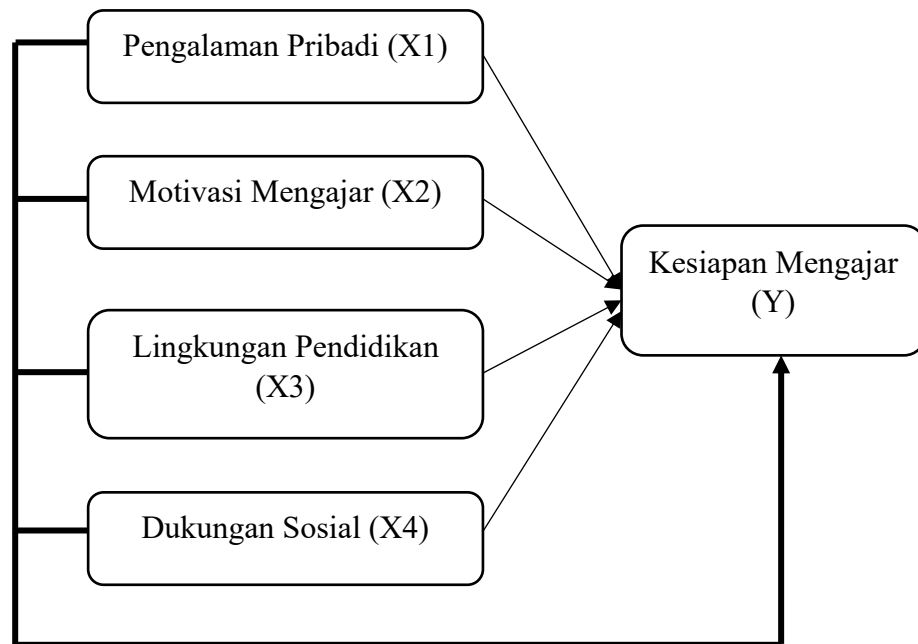 Pengalaman Pribadi (X1)
Motivasi Mengajar (X2)
Lingkungan Pendidikan
(X3)
Dukungan Sosial (X4)
Kesiapan Mengajar
(Y)